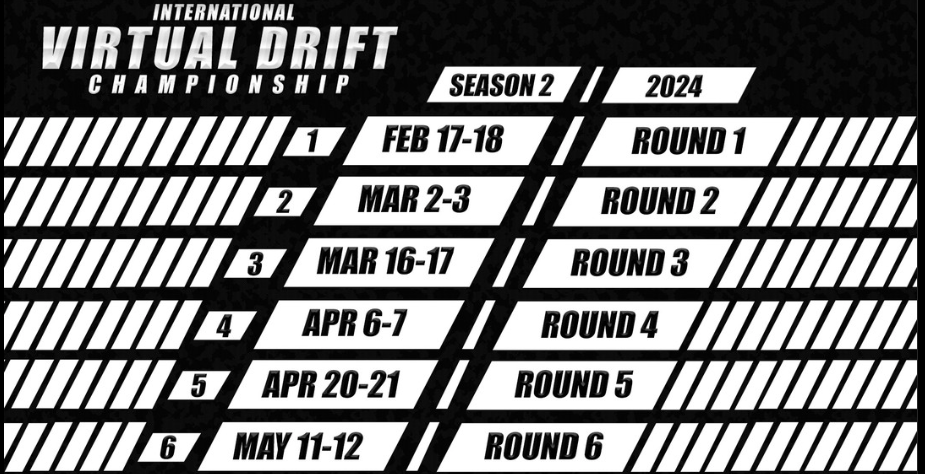 INTERNATIONAL
VIRTUAL DRIFT
CHAMPIONSHIP
SEASON 2 2024
1 FEB 17-18 ROUND 1
2 MAR 2-3 ROUND 2
3 MAR 16-17 ROUND 3
4 APR 6-7 ROUND 4
5 APR 20-21 ROUND 5
6 MAY 11-12 ROUND 6